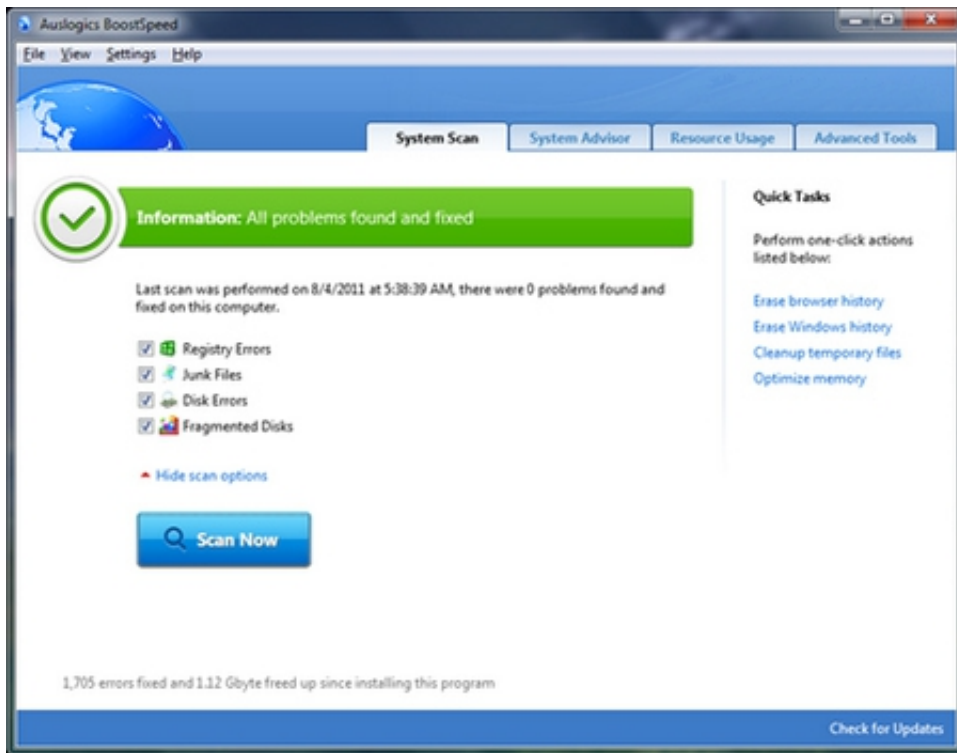 Auslogics BoostSpeed
File View Settings Help
System Scan System Advisor Resource Usage Advanced Tools
Information: All problems found and fixed
Last scan was performed on 8/4/2011 at 5:38:39 AM, there were 0 problems found and
fixed on this computer.
Registry Errors
Junk Files
Disk Errors
Fragmented Disks
Hide scan options
Scan Now
Quick Tasks
Perform one-click actions
listed below:
Erase browser history
Erase Windows history
Cleanup temporary files
Optimize memory
1,705 errors fixed and 1.12 Gbyte freed up since installing this program
Check for Updates